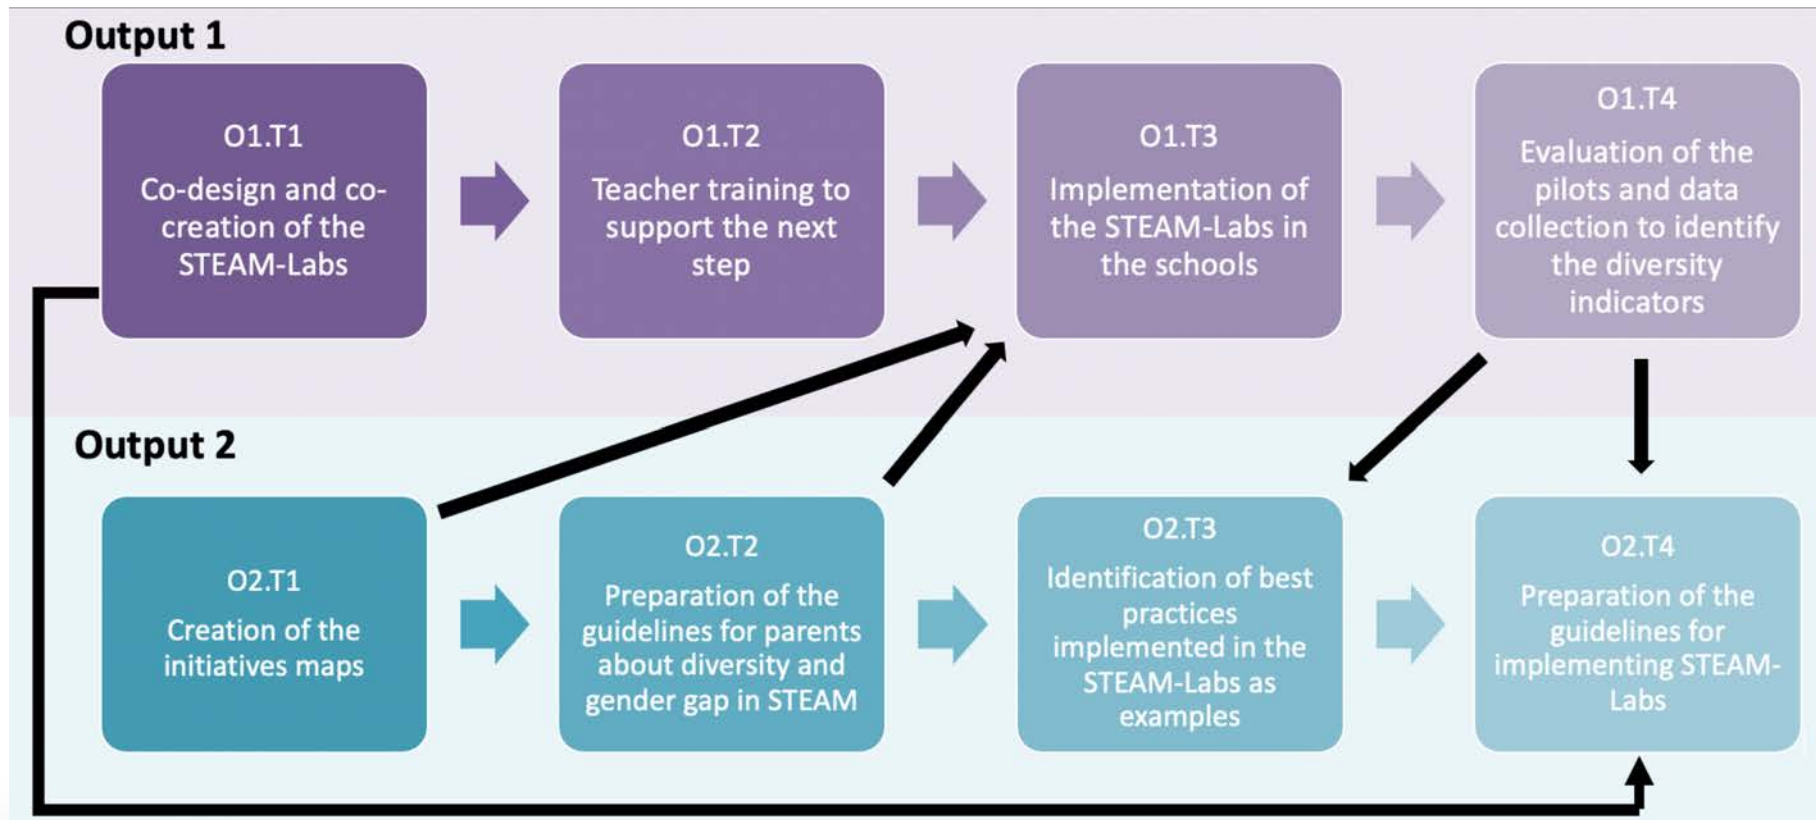 Output 1
O1.T1
Co-design and co-
creation of the
STEAM-Labs
O1.T2
Teacher training to
support the next
step
O1.T3
Implementation of
the STEAM-Labs in
the schools
O1.T4
Evaluation of the
pilots and data
collection to identify
the diversity
indicators
Output 2
O2.T1
Creation of the
initiatives maps
O2.T2
Preparation of the
guidelines for parents
about diversity and
gender gap in STEAM
O2.T3
Identification of best
practices
implemented in the
STEAM-Labs as
examples
O2.T4
Preparation of the
guidelines for
implementing STEAM-
Labs